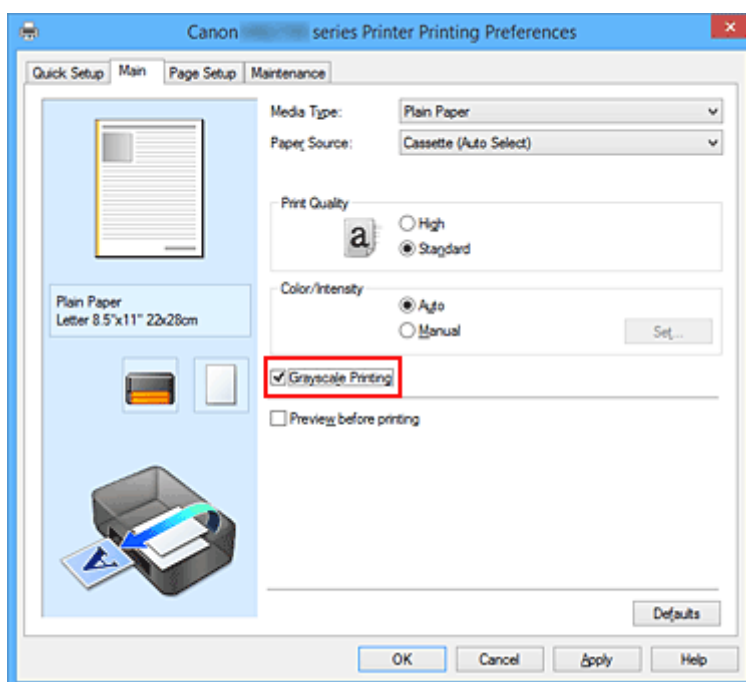 Canon series Printer Printing Preferences
Quick Setup Main Page Setup Maintenance
Media Type: Plain Paper
Paper Source: Cassette (Auto Select)
Print Quality
a
High
Standard
Color/Intensity
Auto
Manual
Set...
Plain Paper
Letter 8.5"x11" 22x28cm
Grayscale Printing
Preview before printing
A
Defaults
OK Cancel Apply Help